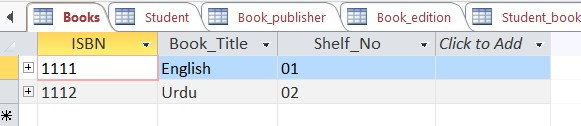 Books Student Book_publisher Book_edition Student_book
ISBN Book_Title Shelf_No Click to Add
1111 English 01
1112 Urdu 02